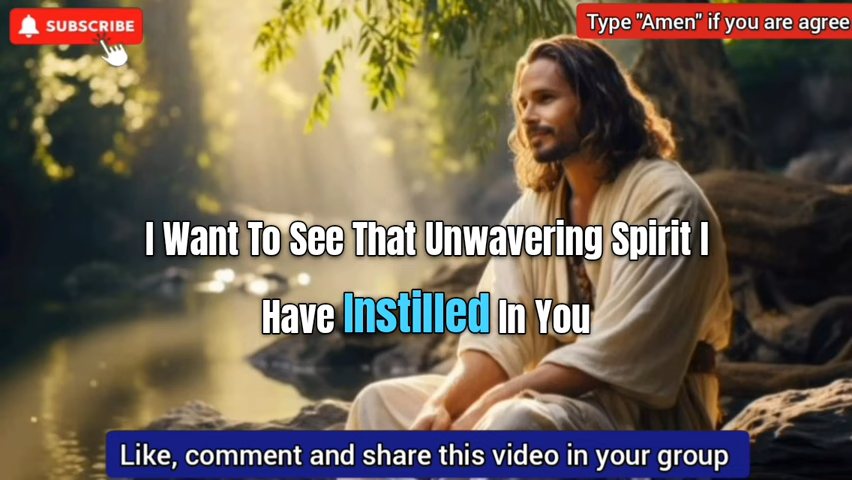 SUBSCRIBE
Type "Amen" if you are agree
I Want To See That Unwavering Spirit I
Have Instilled In You
Like, comment and share this video in your group